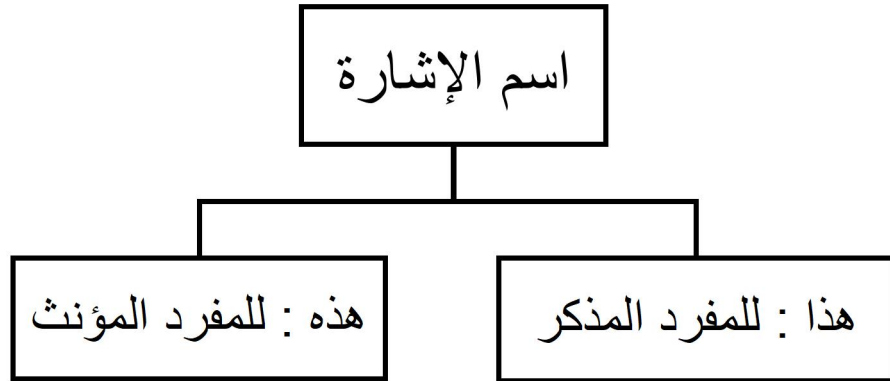 اسم الإشارة
هذا : للمفرد المذكر
هذه : للمفرد المؤنث